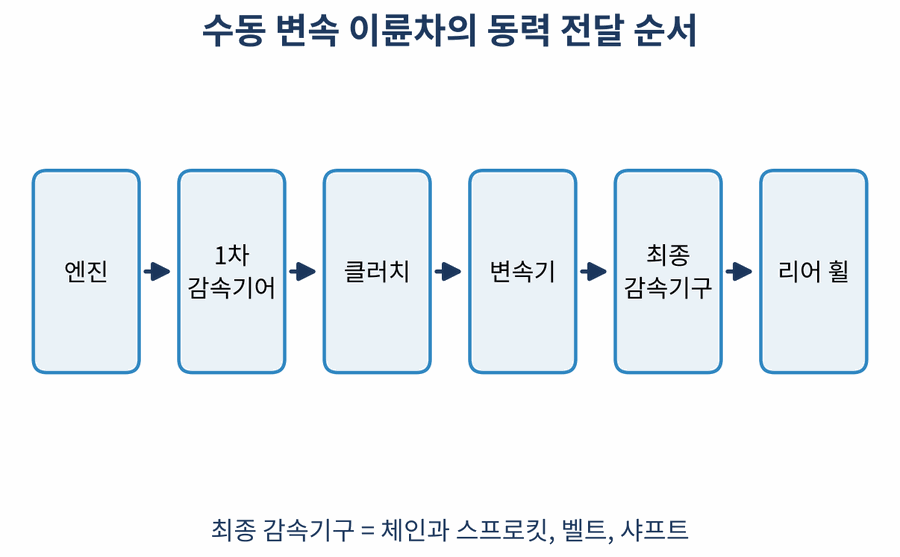 수동 변속 이륜차의 동력 전달 순서
엔진
1차
감속기어
클러치
변속기
최종
감속기구
리어 휠
최종 감속기구 = 체인과 스프로킷, 벨트, 샤프트